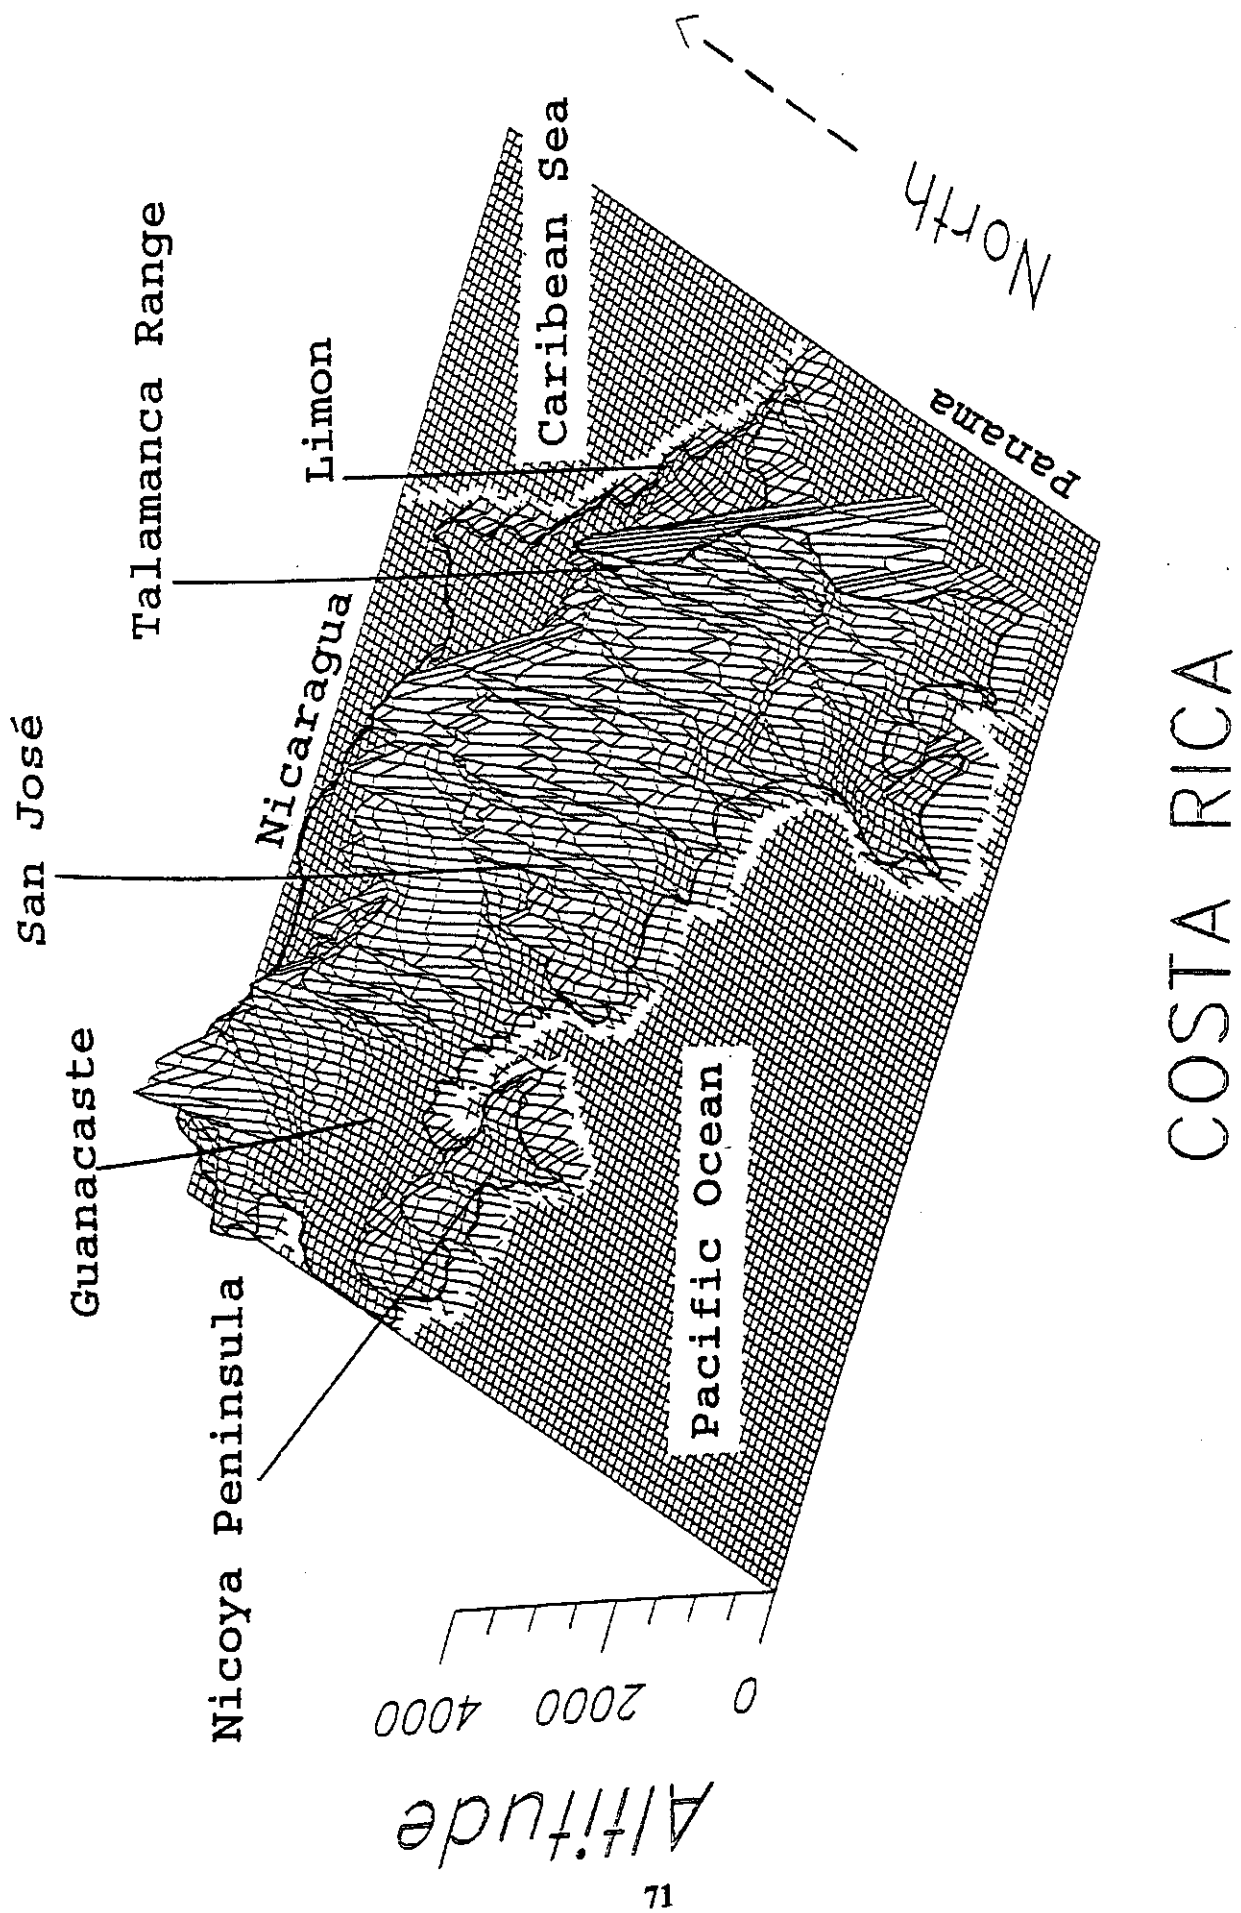 San José
Talamanca Range
Guanacaste
Limon
Nicoya Peninsula
Nicaragua
Caribean Sea
Pacific Ocean
Panama
North
Altitude
4000
2000
0
COSTA RICA
71